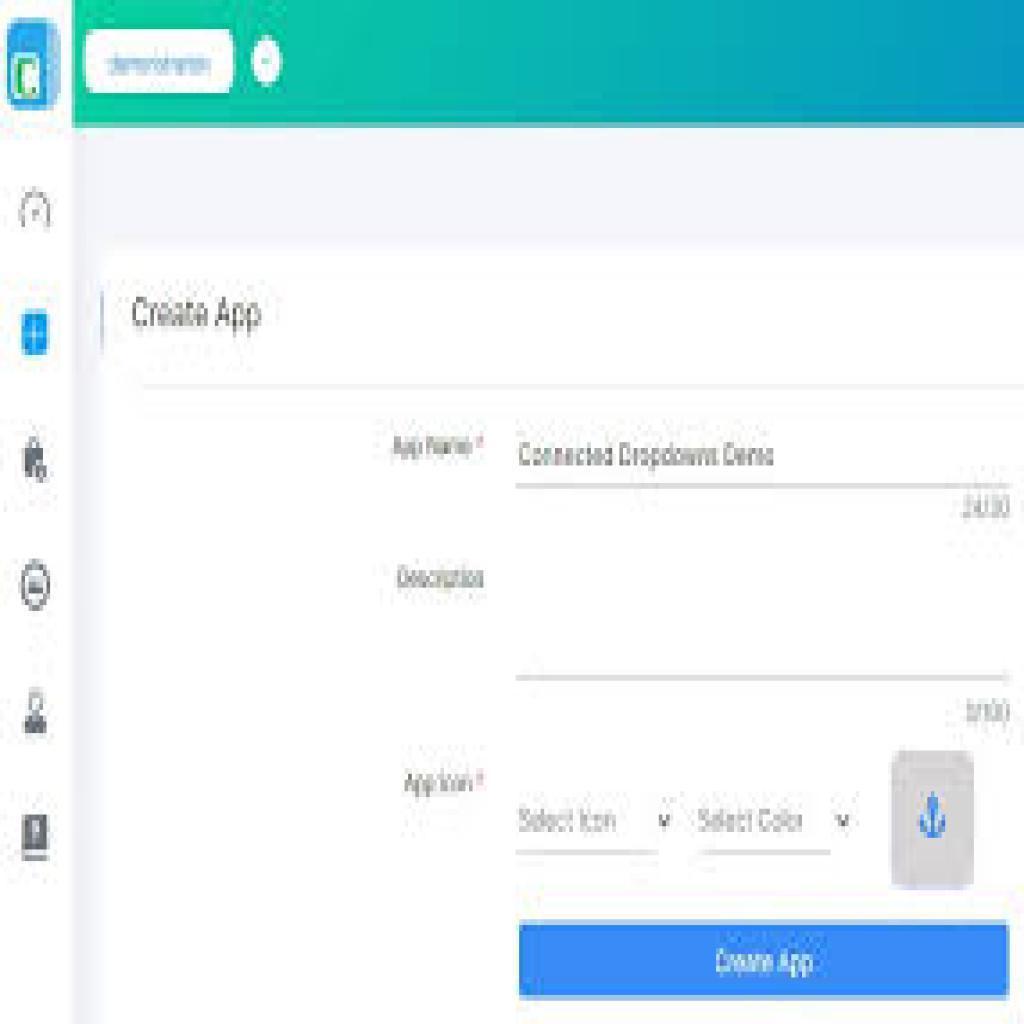 C
Create App
App Name *
Connected Dropdowns Demo
24/30
Description
0/100
App Icon *
Select Icon
Select Color
Create App